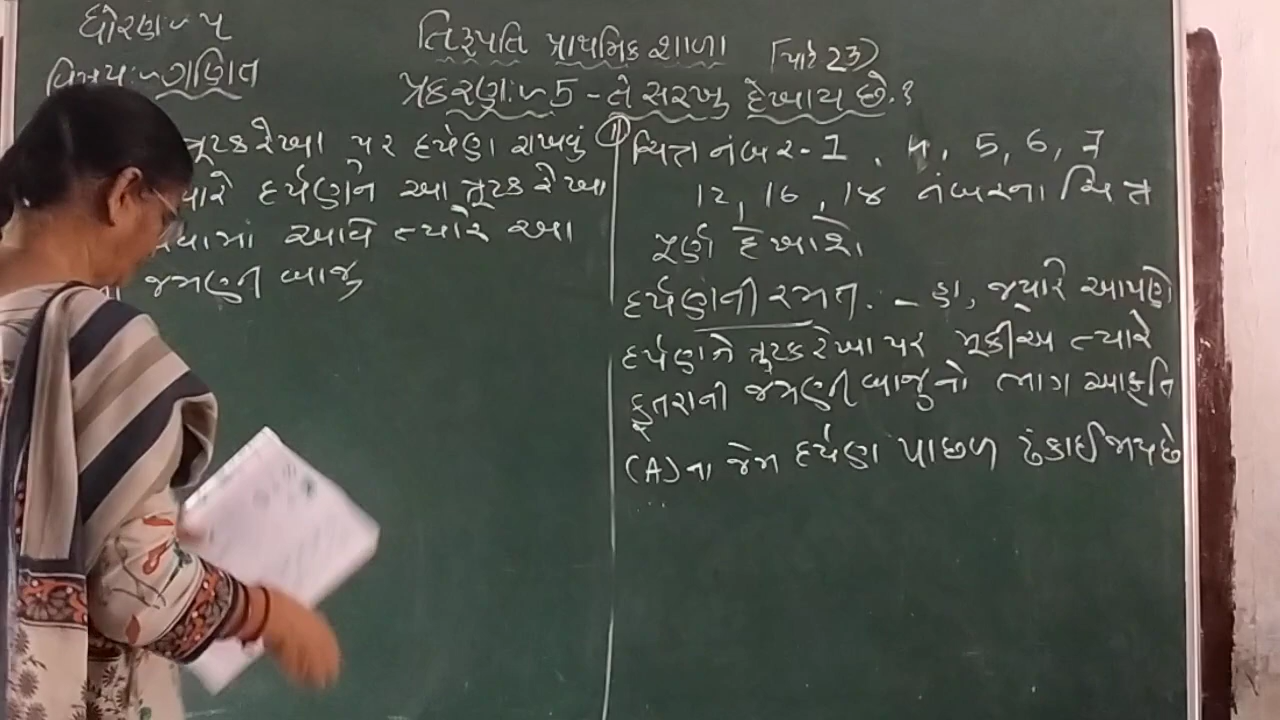 ધોરણ:- ૫
વિષય:- ગણિત
તિરૂપતિ પ્રાથમિક શાળા (પાર્ટ 23)
પ્રકરણ:- 5 - તે સરખુ દેખાય છે.?
ત્રૂટક રેખા પર દર્પણ રાખવું
દર્પણને આ ત્રૂટક રેખા
આવે ત્યારે આ
જમણી બાજુ
ચિત્ર નંબર - 1, 4, 5, 6, 7
12, 16, 18 નંબરના ચિત્ર
પૂર્ણ દેખાશે.
દર્પણની રમત. - હા, જ્યારે આપણે
દર્પણને ત્રૂટક રેખા પર મૂકીએ ત્યારે
કૂતરાની જમણી બાજુનો ભાગ આકૃતિ
(A) ના જેમ દર્પણ પાછળ ઢંકાઈ જાય છે